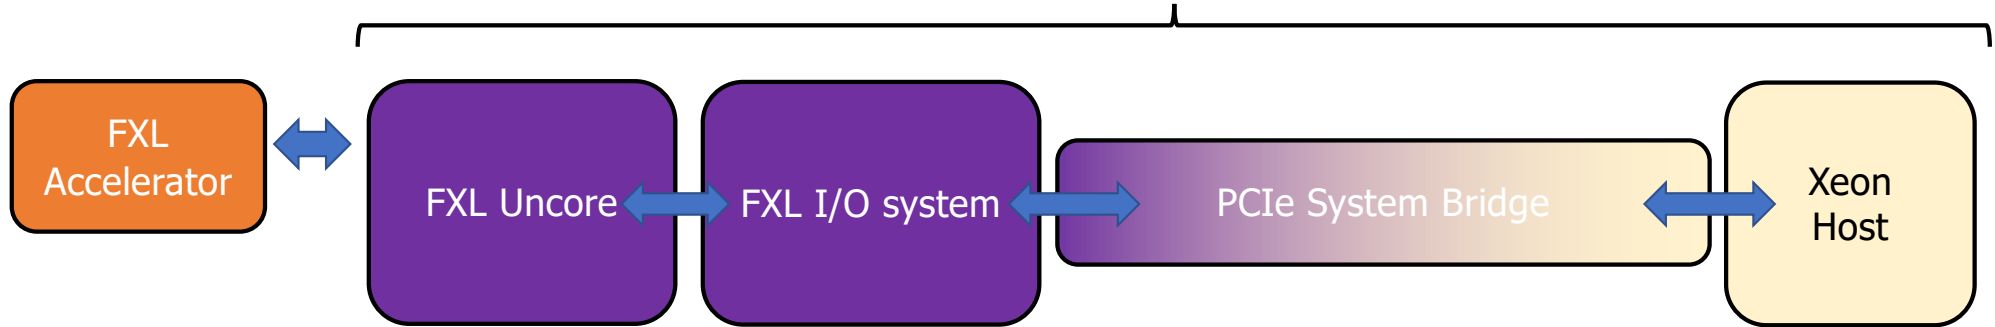 FXL
Accelerator
FXL Uncore
FXL I/O system
PCIe System Bridge
Xeon
Host